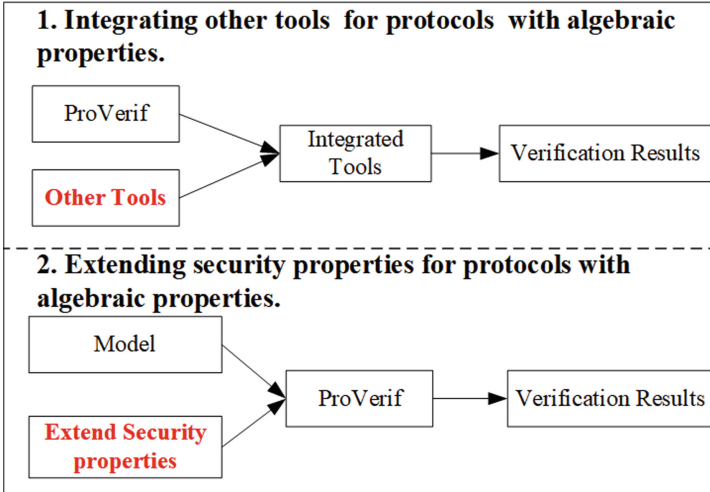 1. Integrating other tools for protocols with algebraic
properties.
ProVerif
Other Tools
Integrated
Tools
Verification Results
2. Extending security properties for protocols with
algebraic properties.
Model
Extend Security
properties
ProVerif
Verification Results